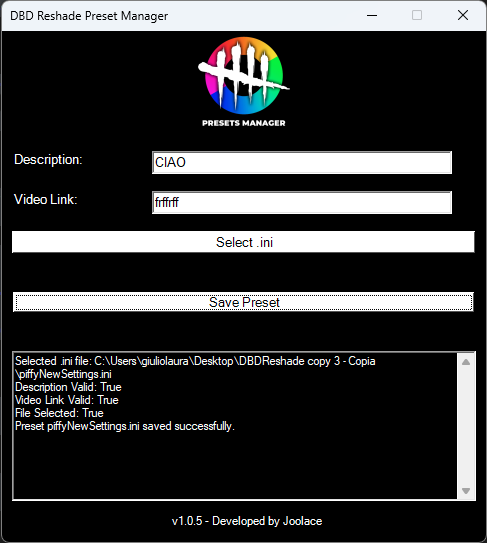 DBD Reshade Preset Manager
PRESETS MANAGER
Description:
CIAO
Video Link:
frffrff
Select .ini
Save Preset
Selected .ini file: C:\Users\giuliolaura\Desktop\DBDReshade copy 3 - Copia
\piffyNewSettings.ini
Description Valid: True
Video Link Valid: True
File Selected: True
Preset piffyNewSettings.ini saved successfully.
v1.0.5 - Developed by Joolace